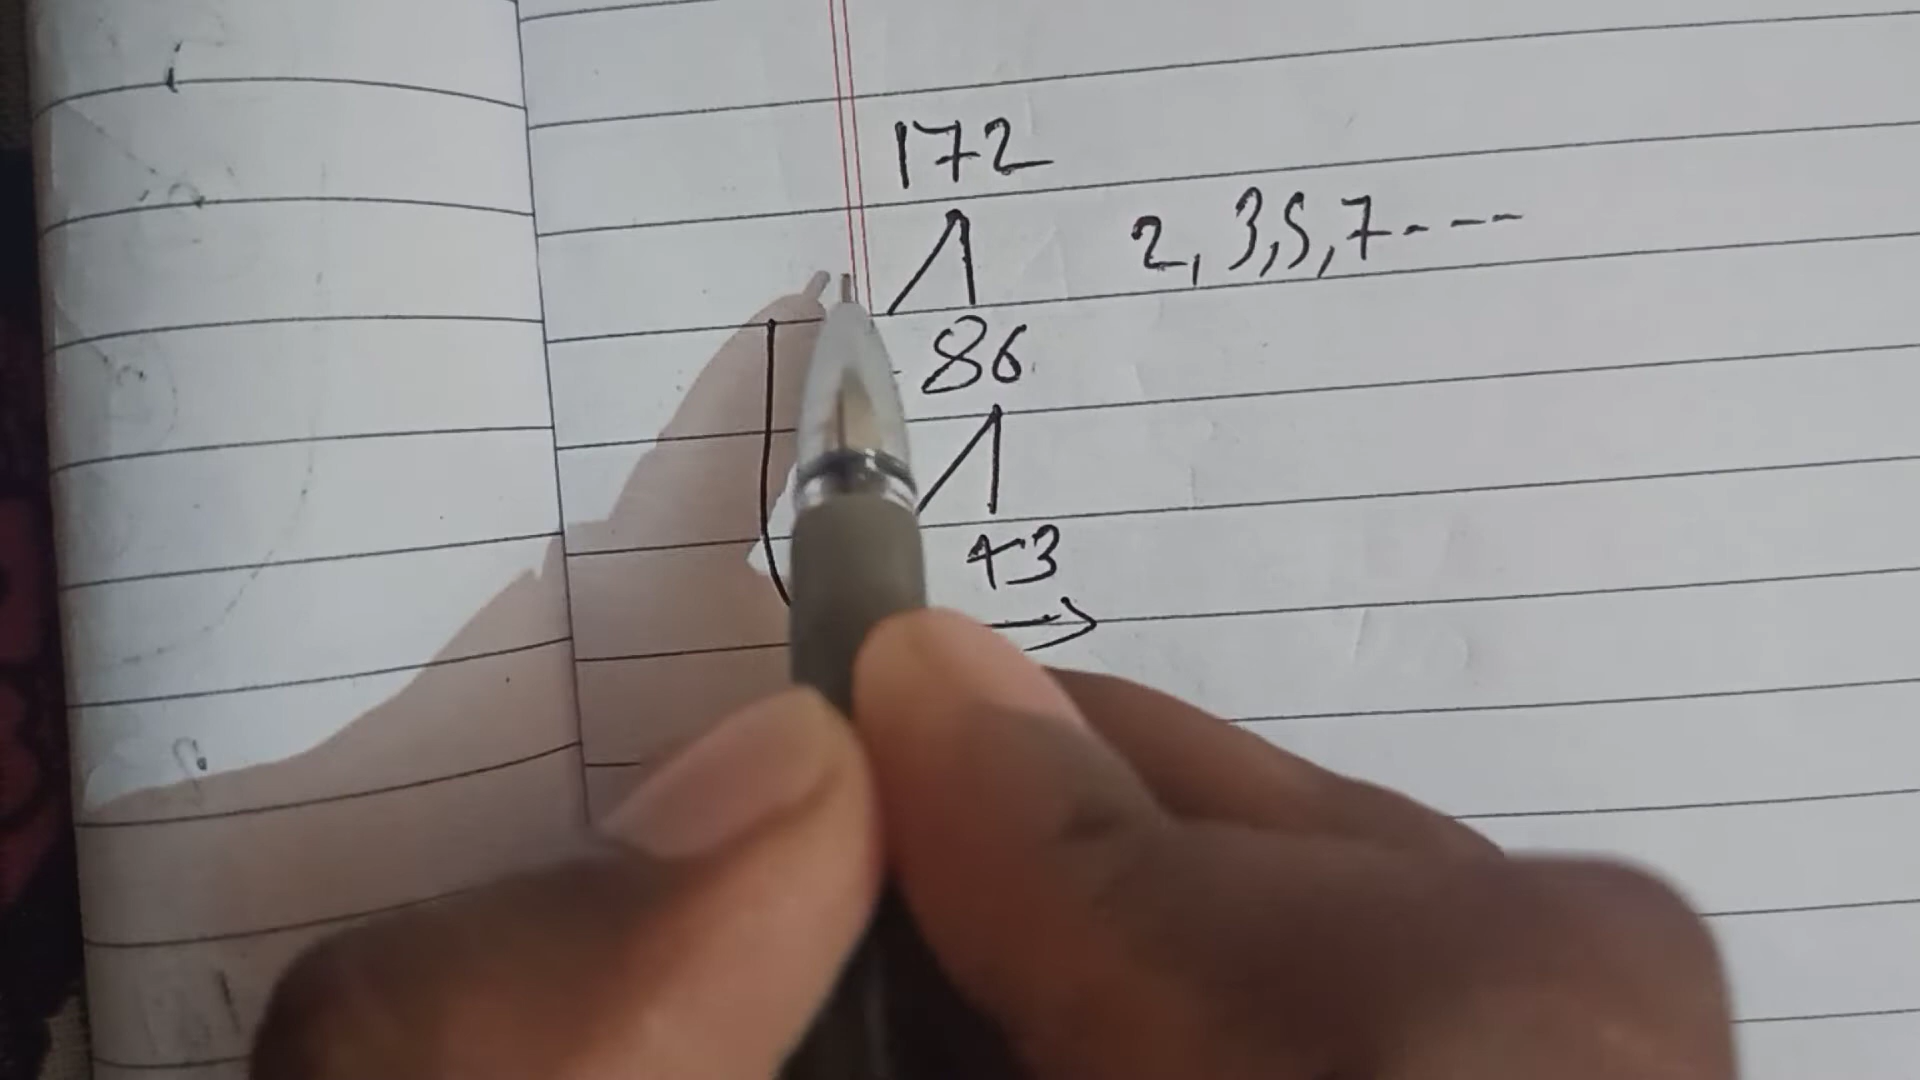 172
2, 3, 5, 7 - - - -
86
43